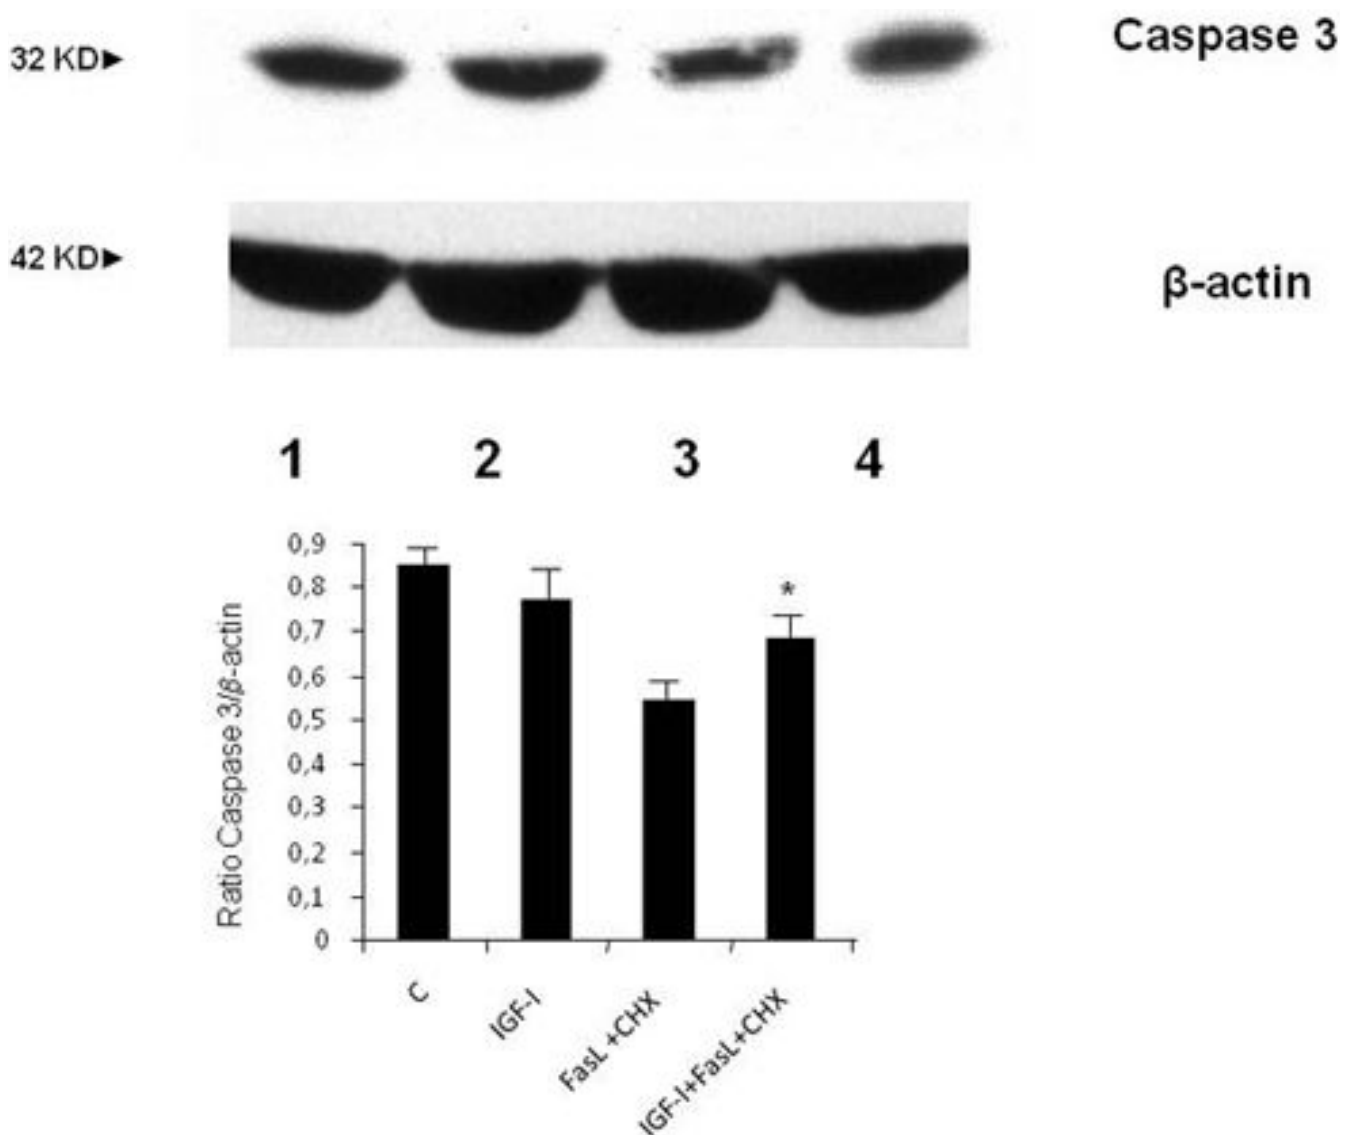 32 KD►
Caspase 3
42 KD►
β-actin
1 2 3 4
Ratio Caspase 3/β-actin
0,9
0,8
0,7
0,6
0,5
0,4
0,3
0,2
0,1
0
*
C
IGF-I
FasL +CHX
IGF-I+FasL+CHX